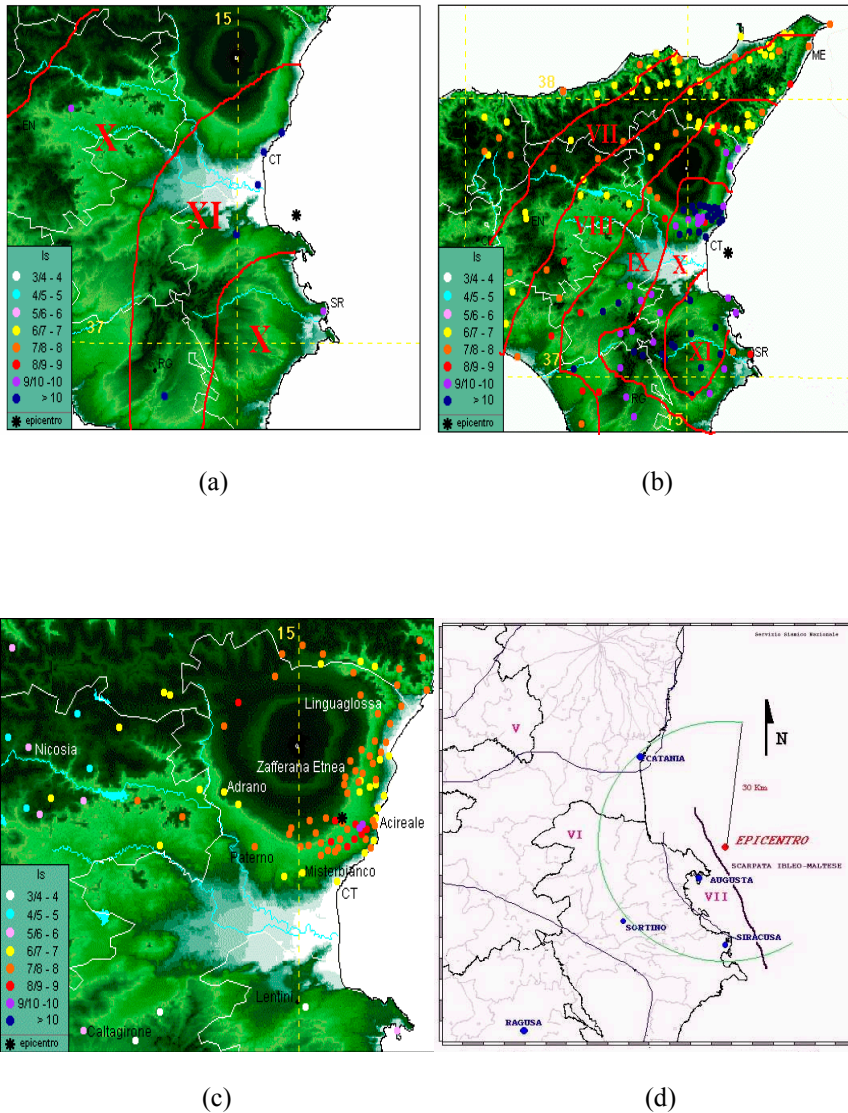 15
EN
X
CT
XI
Is
3/4 - 4
4/5 - 5
5/6 - 6
6/7 - 7
7/8 - 8
8/9 - 9
9/10 -10
> 10
epicentro
SR
37
X
RG
(a)
ME
38
VII
EN
VIII
CT
IX
X
Is
3/4 - 4
4/5 - 5
5/6 - 6
6/7 - 7
7/8 - 8
8/9 - 9
9/10 -10
> 10
epicentro
XI
SR
37
RG
15
(b)
15
Linguaglossa
Nicosia
Zafferana Etnea
Adrano
Acireale
Paterno
Misterbianco
CT
Is
3/4 - 4
4/5 - 5
5/6 - 6
6/7 - 7
7/8 - 8
8/9 - 9
9/10 -10
> 10
epicentro
Lentini
Caltagirone
(c)
Servizio Sismico Nazionale
N
V
CATANIA
30 Km
VI
EPICENTRO
SCARPATA IBLEO-MALTESE
AUGUSTA
VII
SORTINO
SIRACUSA
RAGUSA
(d)